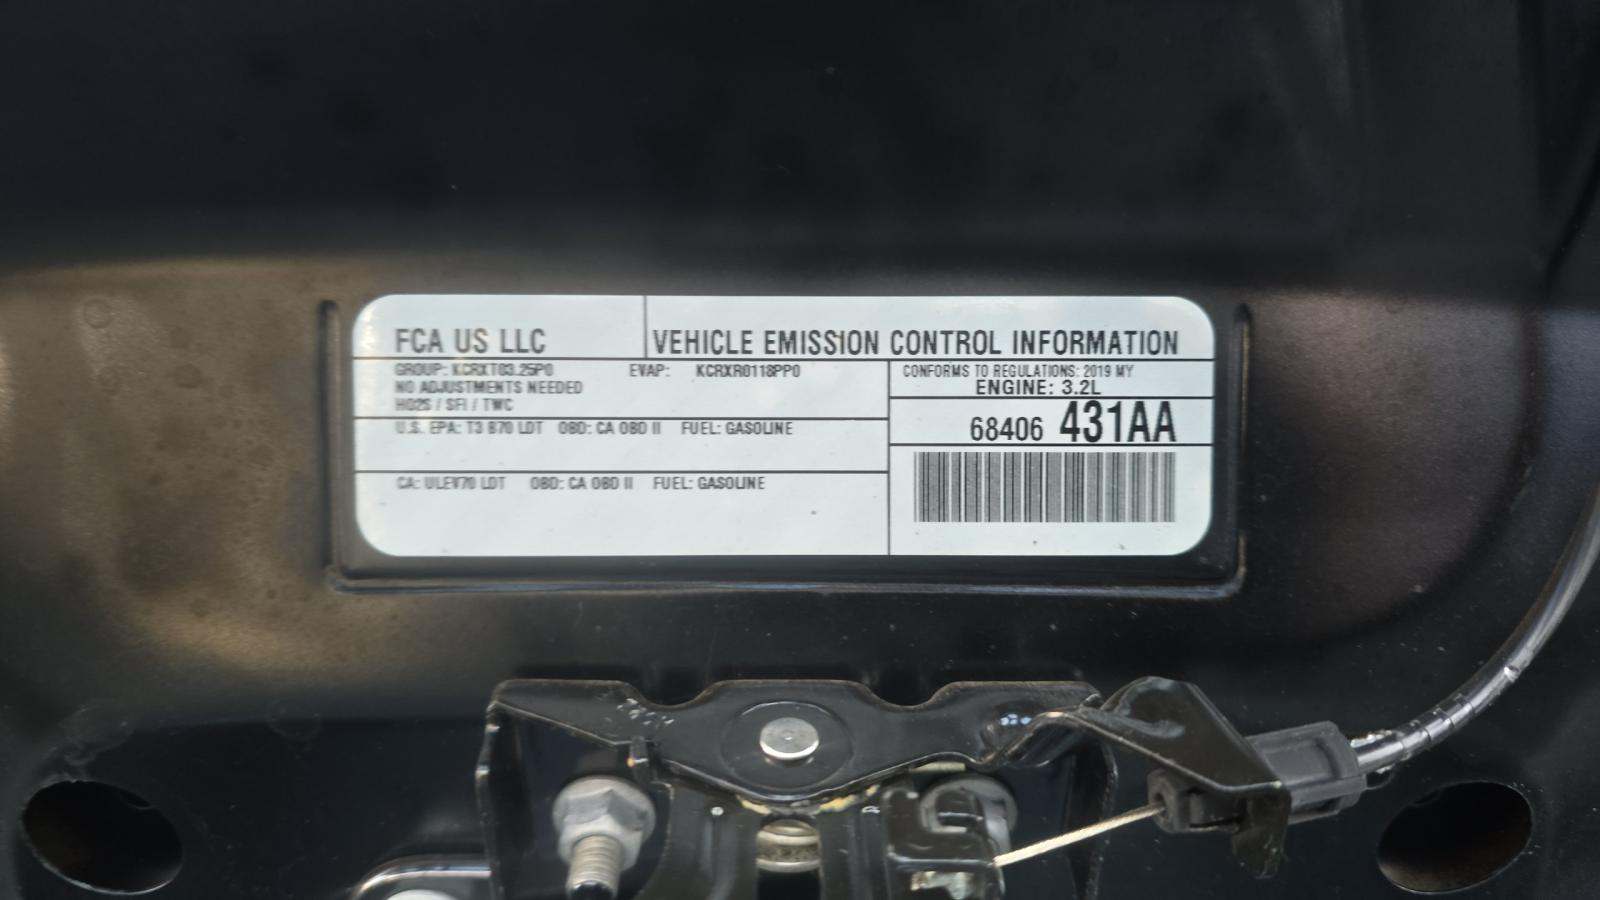 FCA US LLC
VEHICLE EMISSION CONTROL INFORMATION
GROUP: KCRXT03.25P0 EVAP: KCRXR0118PP0
NO ADJUSTMENTS NEEDED
HO2S / SFI / TWC
U.S. EPA: T3 B70 LDT OBD: CA OBD II FUEL: GASOLINE
CA: ULEV70 LDT OBD: CA OBD II FUEL: GASOLINE
CONFORMS TO REGULATIONS: 2019 MY
ENGINE: 3.2L
68406 431AA